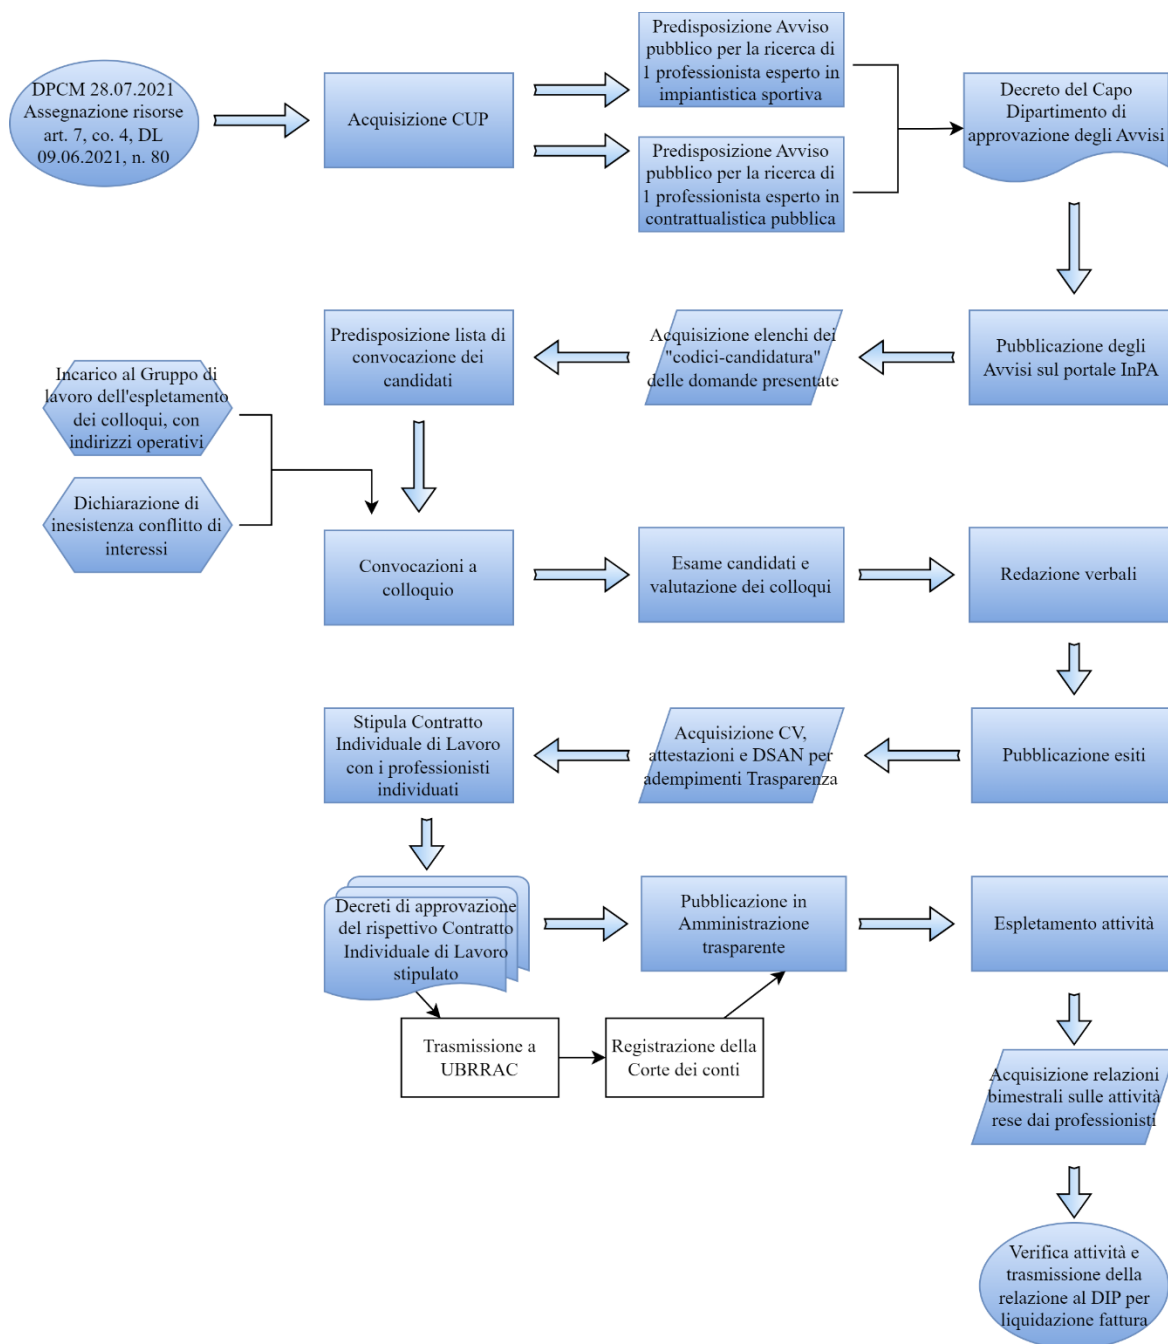 DPCM 28.07.2021
Assegnazione risorse
art. 7, co. 4, DL
09.06.2021, n. 80
Acquisizione CUP
Predisposizione Avviso
pubblico per la ricerca di
1 professionista esperto in
impiantistica sportiva
Predisposizione Avviso
pubblico per la ricerca di
1 professionista esperto in
contrattualistica pubblica
Decreto del Capo
Dipartimento di
approvazione degli Avvisi
Pubblicazione degli
Avvisi sul portale InPA
Acquisizione elenchi dei
"codici-candidatura"
delle domande presentate
Predisposizione lista di
convocazione dei
candidati
Incarico al Gruppo di
lavoro dell'espletamento
dei colloqui, con
indirizzi operativi
Dichiarazione di
inesistenza conflitto di
interessi
Convocazioni a
colloquio
Esame candidati e
valutazione dei colloqui
Redazione verbali
Pubblicazione esiti
Acquisizione CV,
attestazioni e DSAN per
adempimenti Trasparenza
Stipula Contratto
Individuale di Lavoro
con i professionisti
individuati
Decreti di approvazione
del rispettivo Contratto
Individuale di Lavoro
stipulato
Trasmissione a
UBRRAC
Registrazione della
Corte dei conti
Pubblicazione in
Amministrazione
trasparente
Espletamento attività
Acquisizione relazioni
bimestrali sulle attività
rese dai professionisti
Verifica attività e
trasmissione della
relazione al DIP per
liquidazione fattura